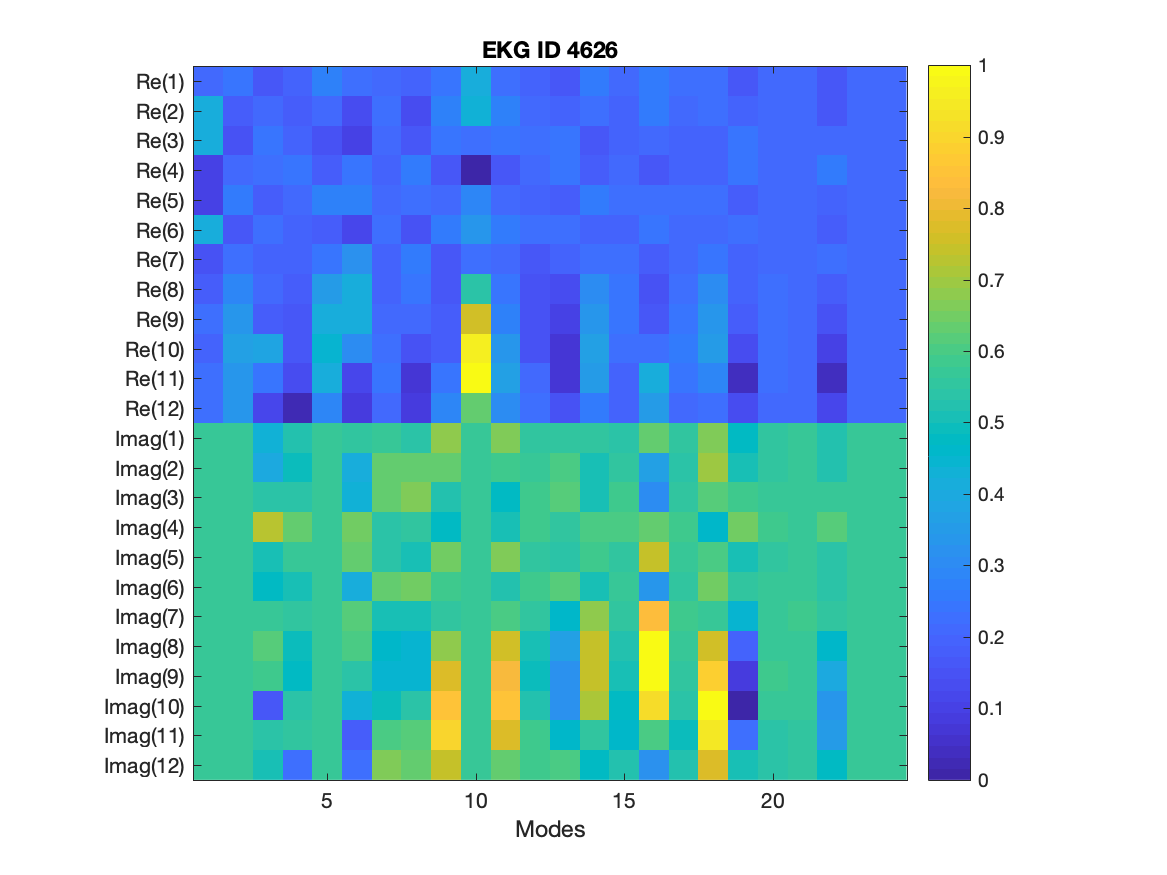 EKG ID 4626
Re(1)
Re(2)
Re(3)
Re(4)
Re(5)
Re(6)
Re(7)
Re(8)
Re(9)
Re(10)
Re(11)
Re(12)
Imag(1)
Imag(2)
Imag(3)
Imag(4)
Imag(5)
Imag(6)
Imag(7)
Imag(8)
Imag(9)
Imag(10)
Imag(11)
Imag(12)
5 10 15 20
Modes
1
0.9
0.8
0.7
0.6
0.5
0.4
0.3
0.2
0.1
0